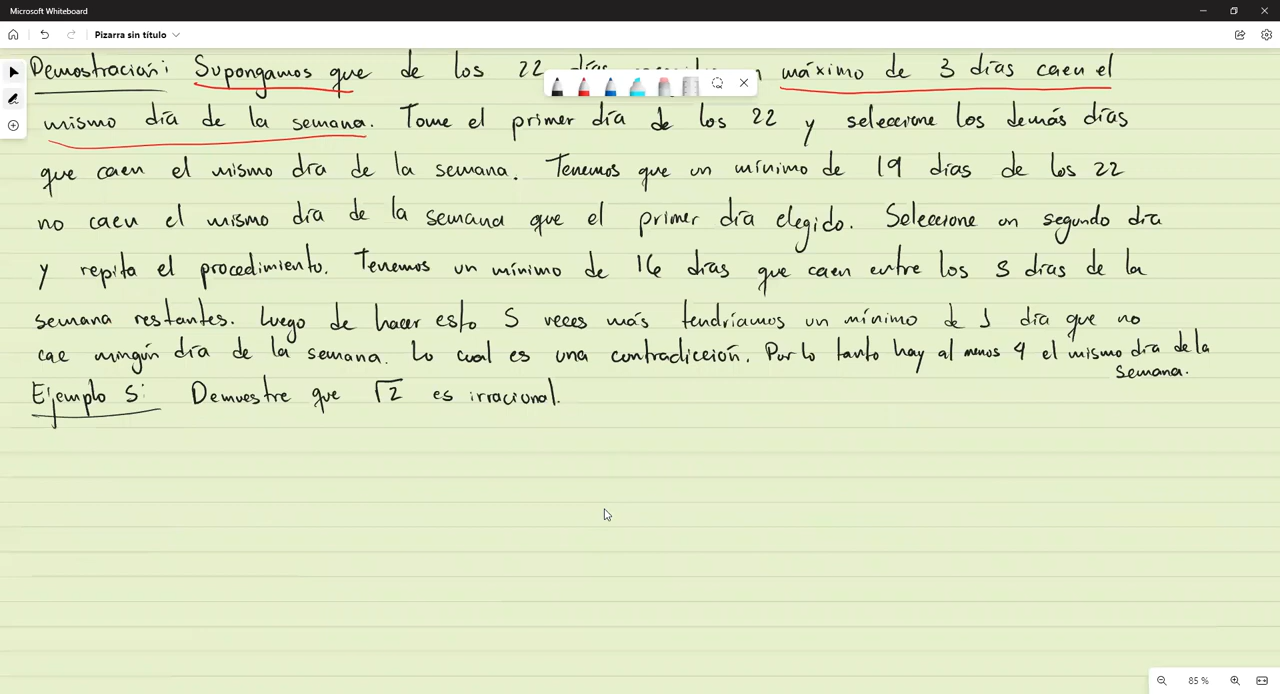 Microsoft Whiteboard
Pizarra sin título
Demostración: Supongamos que de los 22 días máximo de 3 días caen el
mismo día de la semana. Tome el primer día de los 22 y seleccione los demás días
que caen el mismo día de la semana. Tenemos que un mínimo de 19 días de los 22
no caen el mismo día de la semana que el primer día elegido. Seleccione un segundo día
y repita el procedimiento. Tenemos un mínimo de 16 días que caen entre los 5 días de la
semana restantes. Luego de hacer esto 5 veces más tendríamos un mínimo de 1 día que no
cae ningún día de la semana. Lo cual es una contradicción. Por lo tanto hay al menos 4 el mismo día de la
semana.
Ejemplo 5: Demuestre que √2 es irracional.
85 %